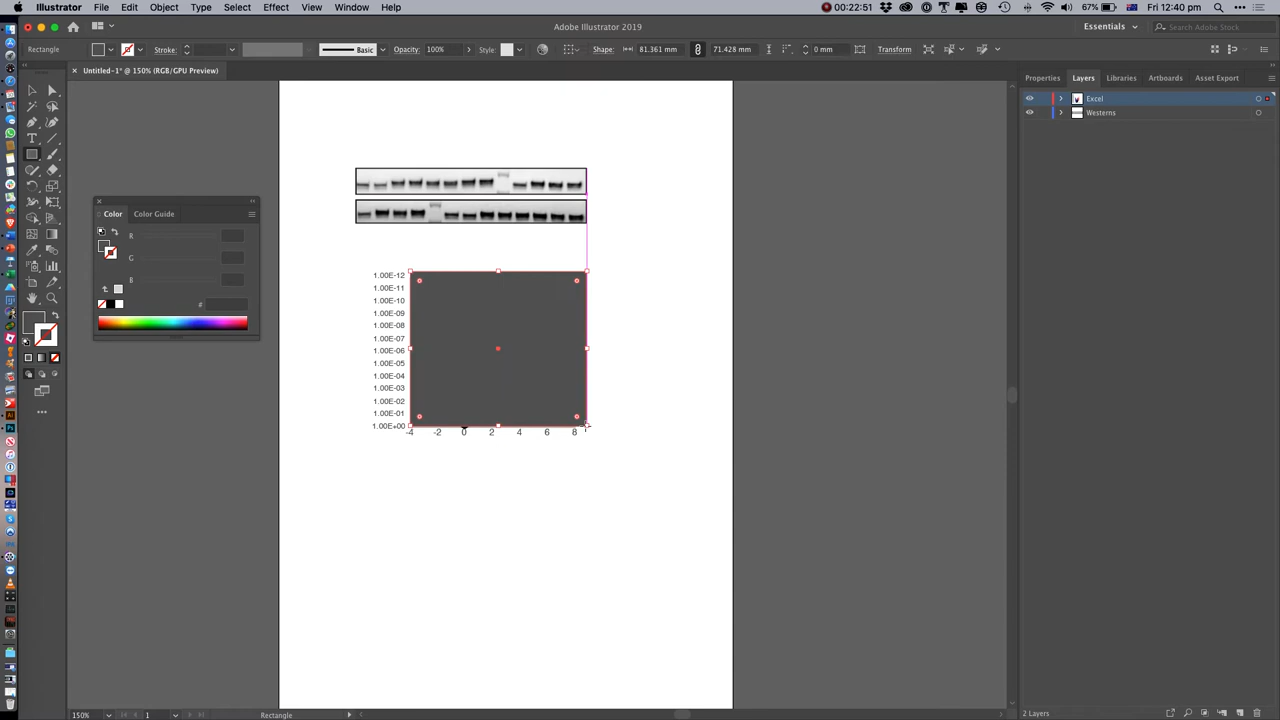 Illustrator File Edit Object Type Select Effect View Window Help
00:22:51
67%
Fri 12:40 pm
Adobe Illustrator 2019
Essentials
Search Adobe Stock
Rectangle
Stroke:
Basic
Opacity: 100%
Style:
Shape:
81.361 mm
71.428 mm
0 mm
Transform
Untitled-1* @ 150% (RGB/GPU Preview)
Properties Layers Libraries Artboards Asset Export
Excel
Westerns
Color Color Guide
R
G
B
#
1.00E-12
1.00E-11
1.00E-10
1.00E-09
1.00E-08
1.00E-07
1.00E-06
1.00E-05
1.00E-04
1.00E-03
1.00E-02
1.00E-01
1.00E+00
-4 -2 0 2 4 6 8
150%
1
Rectangle
2 Layers